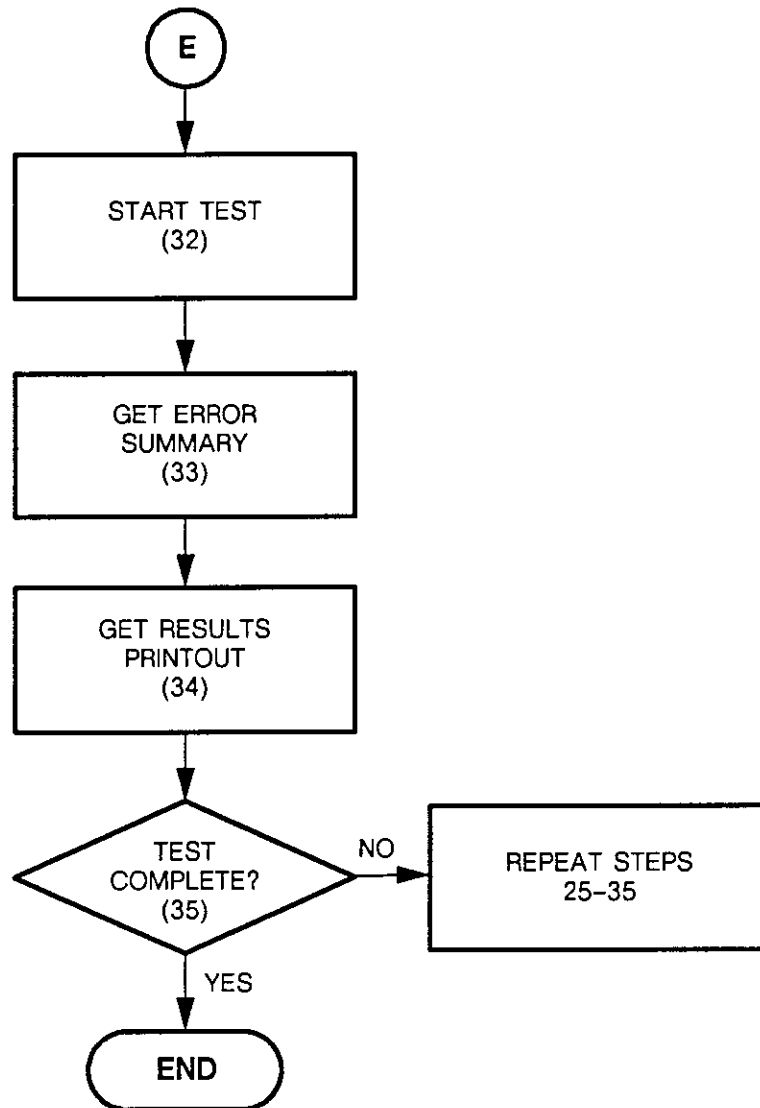 E
START TEST
(32)
GET ERROR
SUMMARY
(33)
GET RESULTS
PRINTOUT
(34)
TEST
COMPLETE?
(35)
NO
REPEAT STEPS
25–35
YES
END